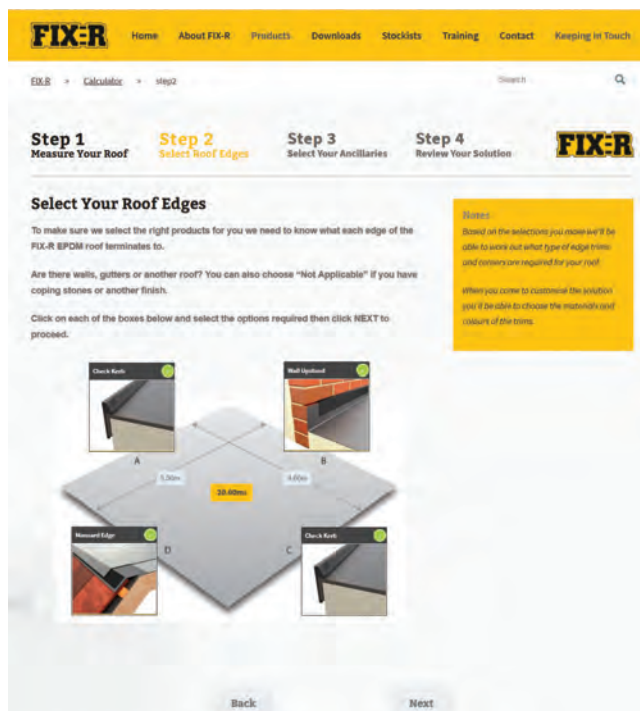 FIX-R
Home About FIX-R Products Downloads Stockists Training Contact Keeping In Touch
FIX-R > Calculator > step2
Search
Step 1 Step 2 Step 3 Step 4
Measure Your Roof Select Roof Edges Select Your Ancillaries Review Your Solution
FIX-R
Select Your Roof Edges
To make sure we select the right products for you we need to know what each edge of the
FIX-R EPDM roof terminates to.
Are there walls, gutters or another roof? You can also choose “Not Applicable” if you have
coping stones or another finish.
Click on each of the boxes below and select the options required then click NEXT to
proceed.
Notes
Based on the selections you make we'll be
able to work out what type of edge trims
and corners are required for your roof.
When you come to customise the solution
you'll be able to choose the materials and
colours of the trims.
Check Kerb
Wall Upstand
A
B
4.00m
20.00m
Mansard Edge
D
C
Check Kerb
Back
Next